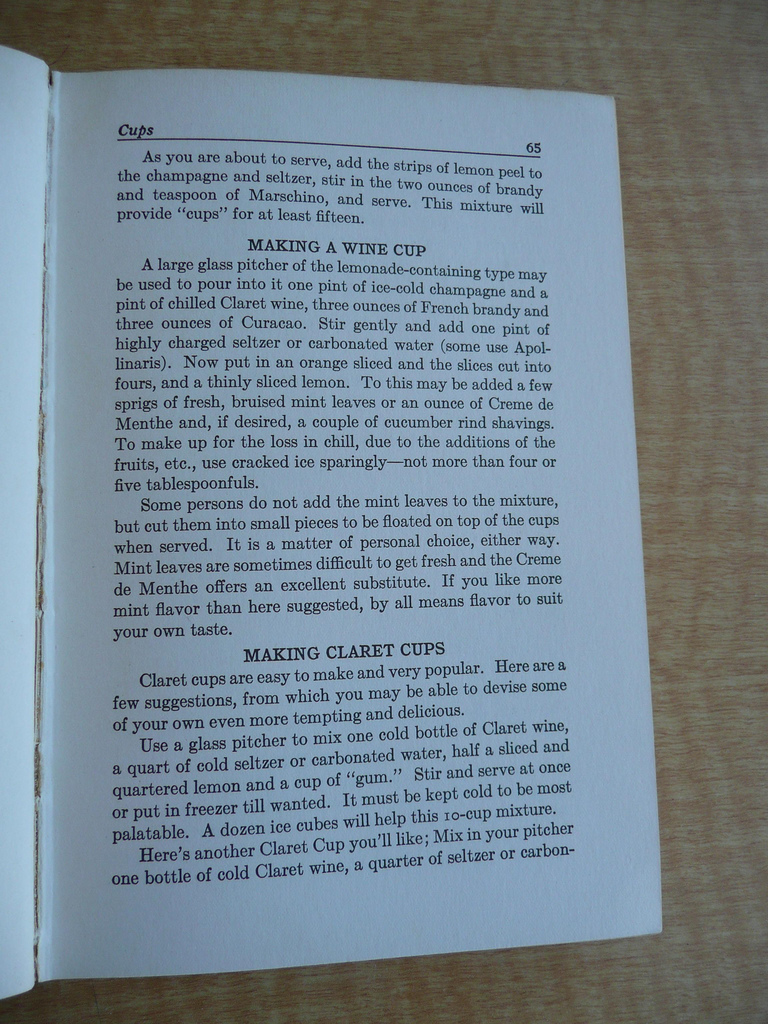 Cups
65
As you are about to serve, add the strips of lemon peel to
the champagne and seltzer, stir in the two ounces of brandy
and teaspoon of Marschino, and serve. This mixture will
provide "cups" for at least fifteen.
MAKING A WINE CUP
A large glass pitcher of the lemonade-containing type may
be used to pour into it one pint of ice-cold champagne and a
pint of chilled Claret wine, three ounces of French brandy and
three ounces of Curacao. Stir gently and add one pint of
highly charged seltzer or carbonated water (some use Apol-
linaris). Now put in an orange sliced and the slices cut into
fours, and a thinly sliced lemon. To this may be added a few
sprigs of fresh, bruised mint leaves or an ounce of Creme de
Menthe and, if desired, a couple of cucumber rind shavings.
To make up for the loss in chill, due to the additions of the
fruits, etc., use cracked ice sparingly—not more than four or
five tablespoonfuls.
Some persons do not add the mint leaves to the mixture,
but cut them into small pieces to be floated on top of the cups
when served. It is a matter of personal choice, either way.
Mint leaves are sometimes difficult to get fresh and the Creme
de Menthe offers an excellent substitute. If you like more
mint flavor than here suggested, by all means flavor to suit
your own taste.
MAKING CLARET CUPS
Claret cups are easy to make and very popular. Here are a
few suggestions, from which you may be able to devise some
of your own even more tempting and delicious.
Use a glass pitcher to mix one cold bottle of Claret wine,
a quart of cold seltzer or carbonated water, half a sliced and
quartered lemon and a cup of "gum." Stir and serve at once
or put in freezer till wanted. It must be kept cold to be most
palatable. A dozen ice cubes will help this 10-cup mixture.
Here's another Claret Cup you'll like; Mix in your pitcher
one bottle of cold Claret wine, a quarter of seltzer or carbon-